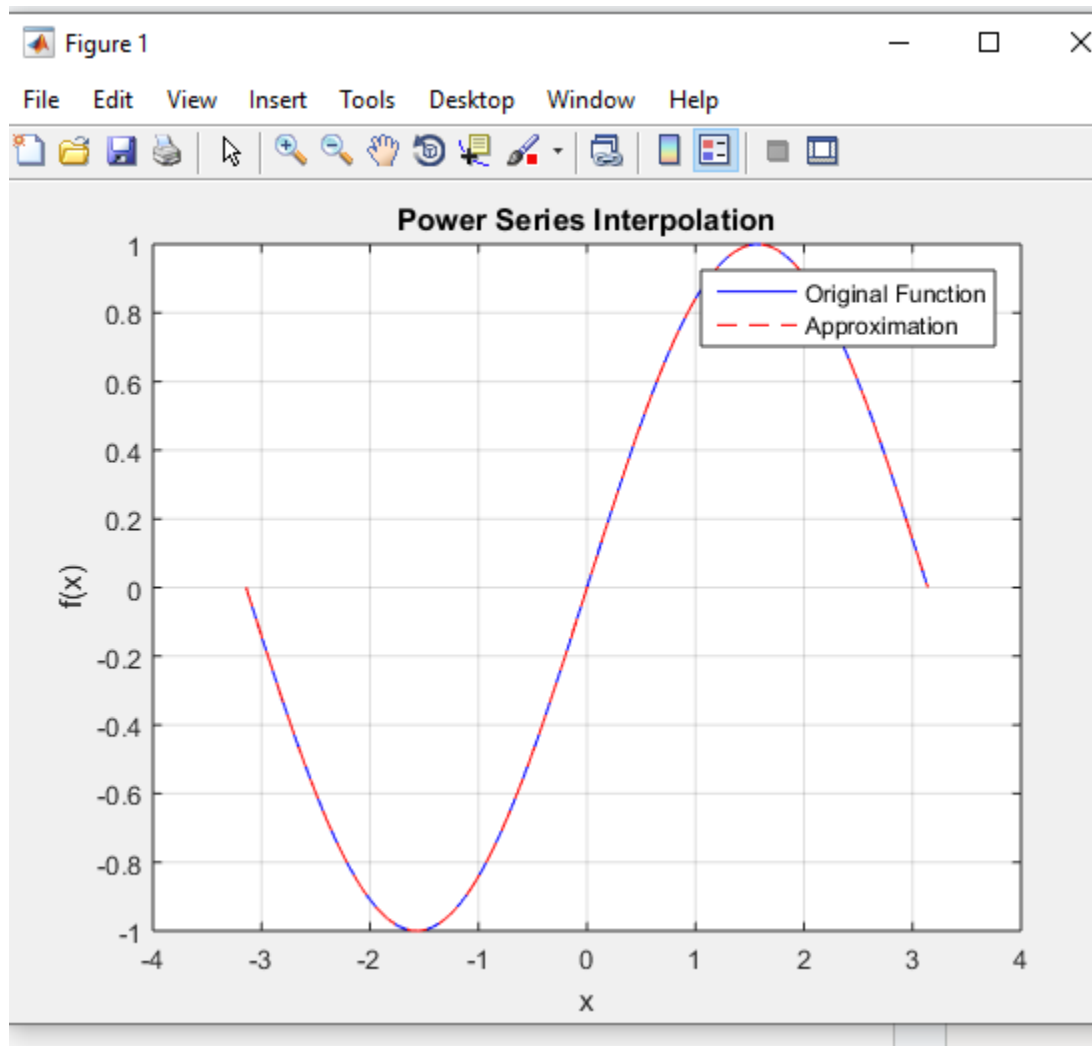 Figure 1
File Edit View Insert Tools Desktop Window Help
Power Series Interpolation
1
0.8
0.6
0.4
0.2
0
-0.2
-0.4
-0.6
-0.8
-1
f(x)
Original Function
Approximation
-4 -3 -2 -1 0 1 2 3 4
x